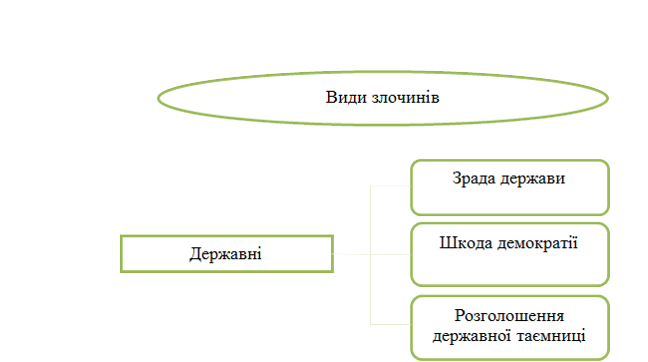 Види злочинів
Зрада держави
Державні
Шкода демократії
Розголошення
державної таємниці